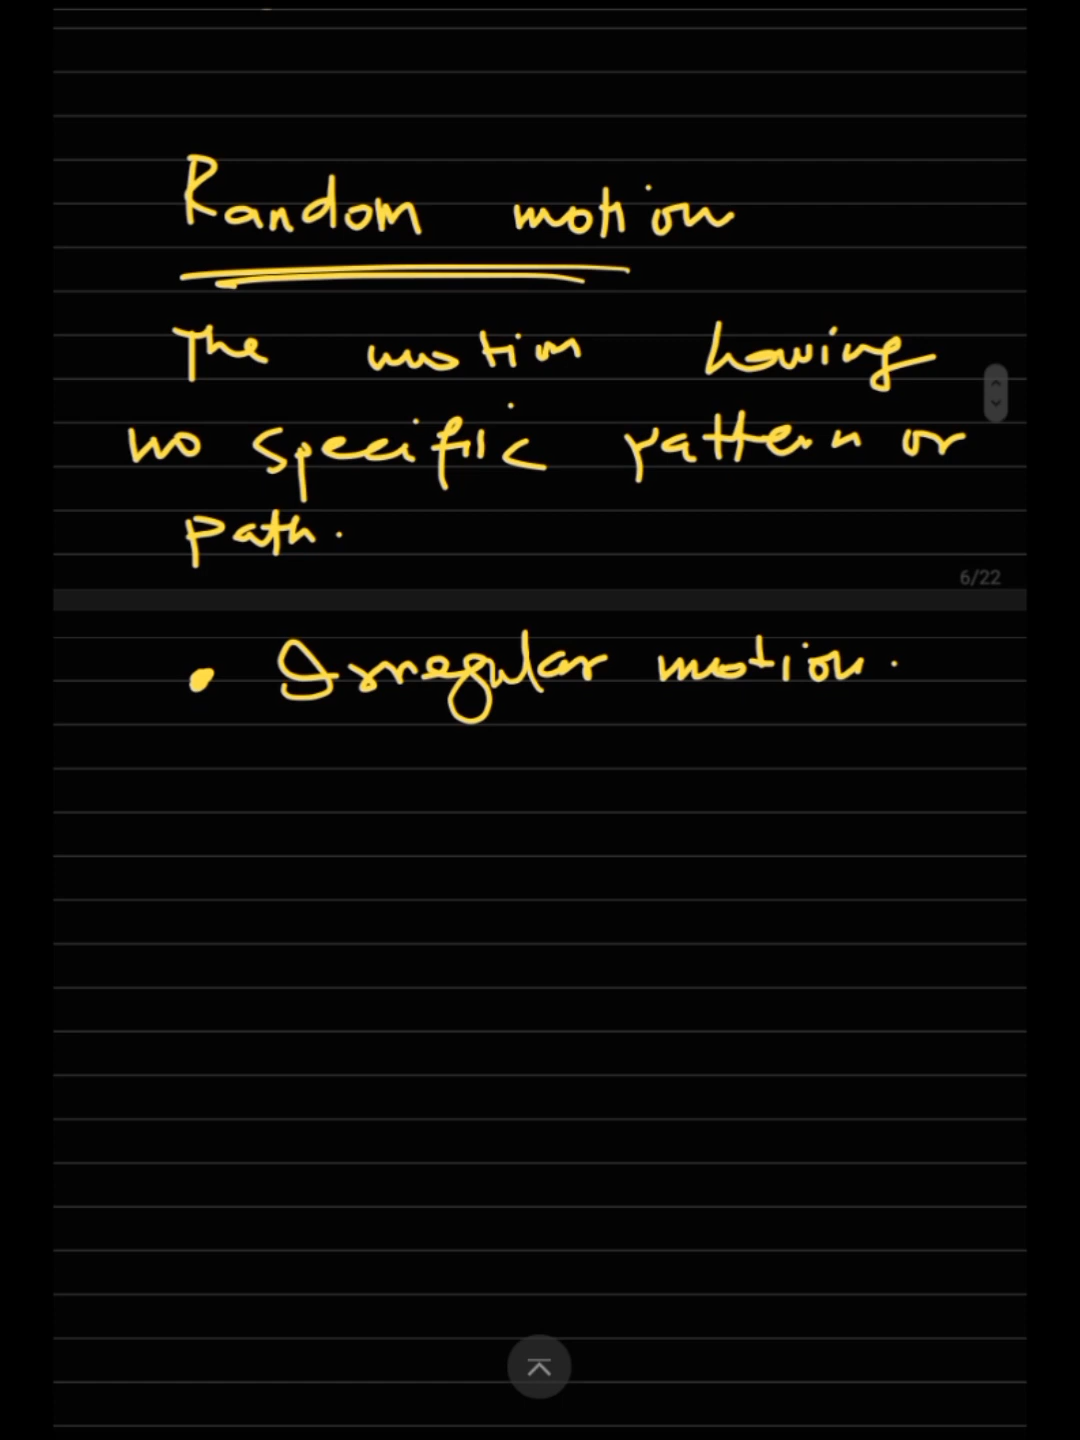 Random motion
The motion having
no specific pattern or
path.
6/22
• Irregular motion.